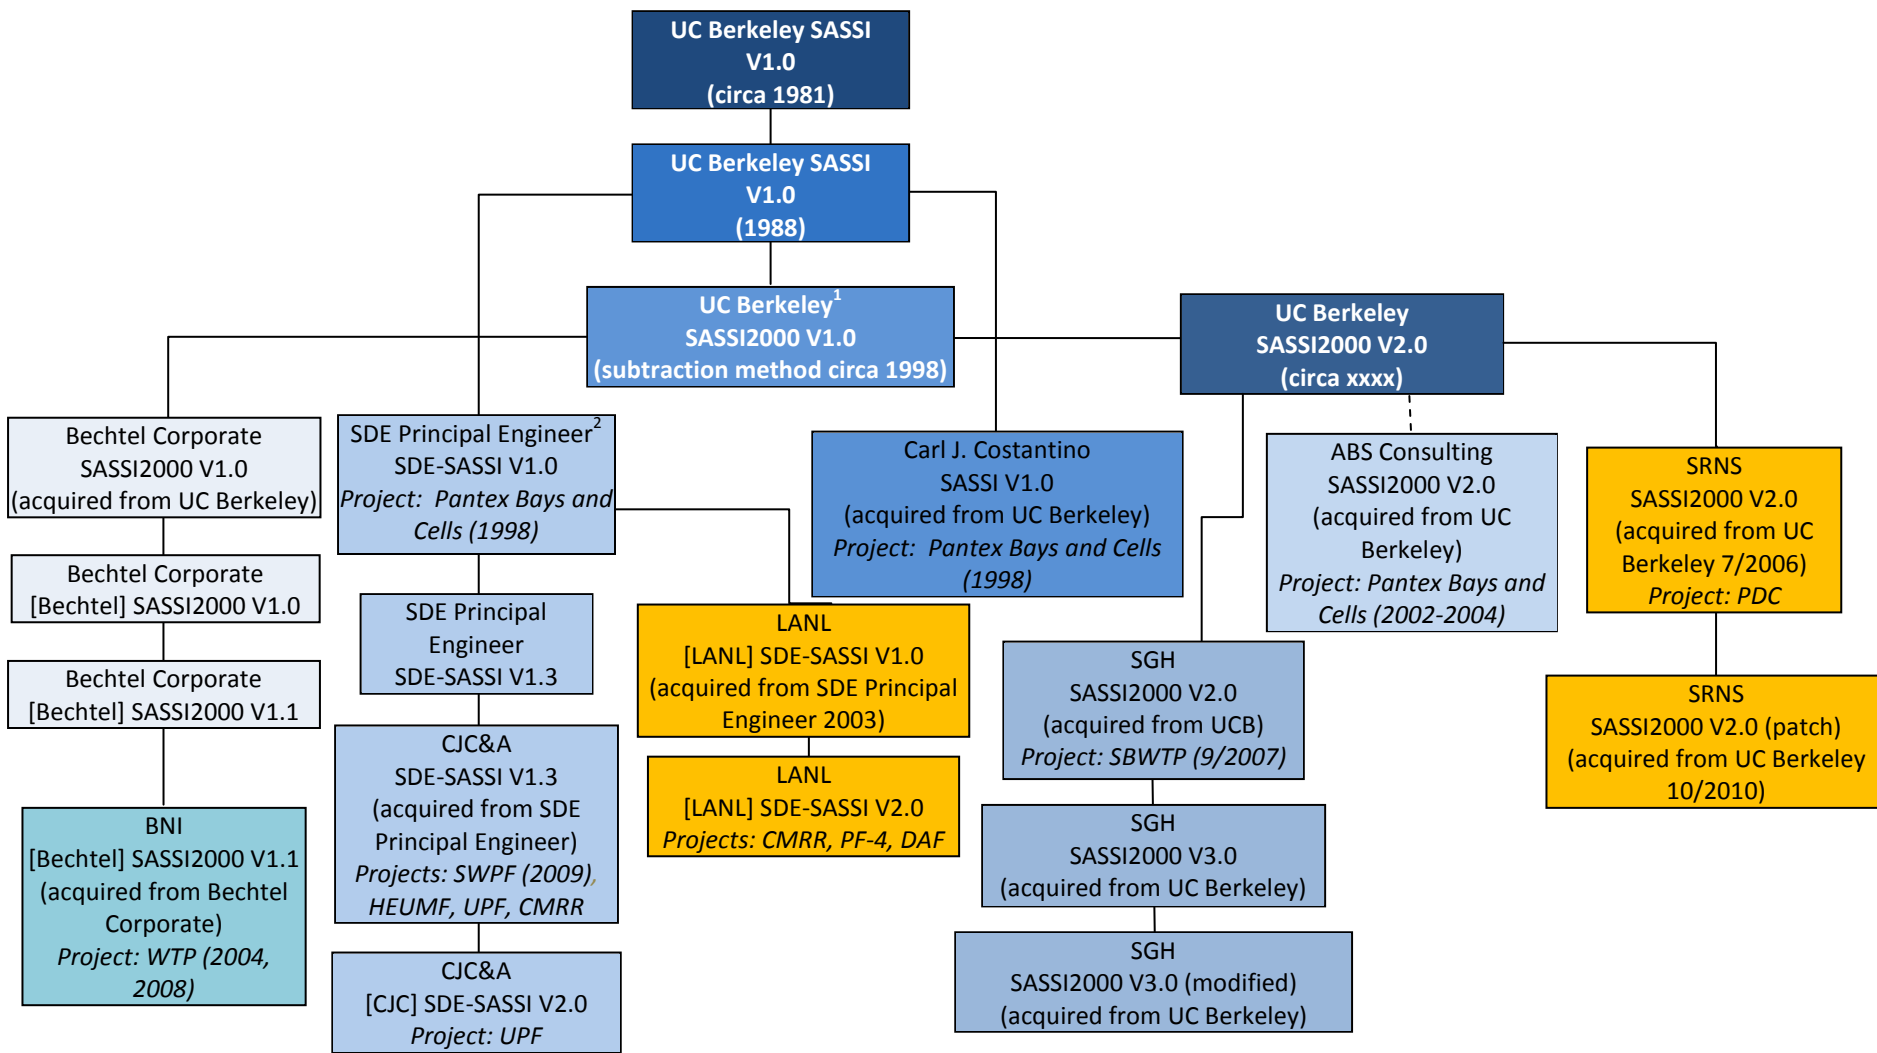 UC Berkeley SASSI
V1.0
(circa 1981)
UC Berkeley SASSI
V1.0
(1988)
UC Berkeley1
SASSI2000 V1.0
(subtraction method circa 1998)
UC Berkeley
SASSI2000 V2.0
(circa xxxx)
Bechtel Corporate
SASSI2000 V1.0
(acquired from UC Berkeley)
Bechtel Corporate
[Bechtel] SASSI2000 V1.0
Bechtel Corporate
[Bechtel] SASSI2000 V1.1
BNI
[Bechtel] SASSI2000 V1.1
(acquired from Bechtel
Corporate)
Project: WTP (2004,
2008)
SDE Principal Engineer2
SDE-SASSI V1.0
Project:  Pantex Bays and
Cells (1998)
SDE Principal
Engineer
SDE-SASSI V1.3
CJC&A
SDE-SASSI V1.3
(acquired from SDE
Principal Engineer)
Projects: SWPF (2009),
HEUMF, UPF, CMRR
CJC&A
[CJC] SDE-SASSI V2.0
Project: UPF
LANL
[LANL] SDE-SASSI V1.0
(acquired from SDE Principal
Engineer 2003)
LANL
[LANL] SDE-SASSI V2.0
Projects: CMRR, PF-4, DAF
Carl J. Costantino
SASSI V1.0
(acquired from UC Berkeley)
Project:  Pantex Bays and Cells
(1998)
SGH
SASSI2000 V2.0
(acquired from UCB)
Project: SBWTP (9/2007)
SGH
SASSI2000 V3.0
(acquired from UC Berkeley)
SGH
SASSI2000 V3.0 (modified)
(acquired from UC Berkeley)
ABS Consulting
SASSI2000 V2.0
(acquired from UC
Berkeley)
Project: Pantex Bays and
Cells (2002-2004)
SRNS
SASSI2000 V2.0
(acquired from UC
Berkeley 7/2006)
Project: PDC
SRNS
SASSI2000 V2.0 (patch)
(acquired from UC Berkeley
10/2010)